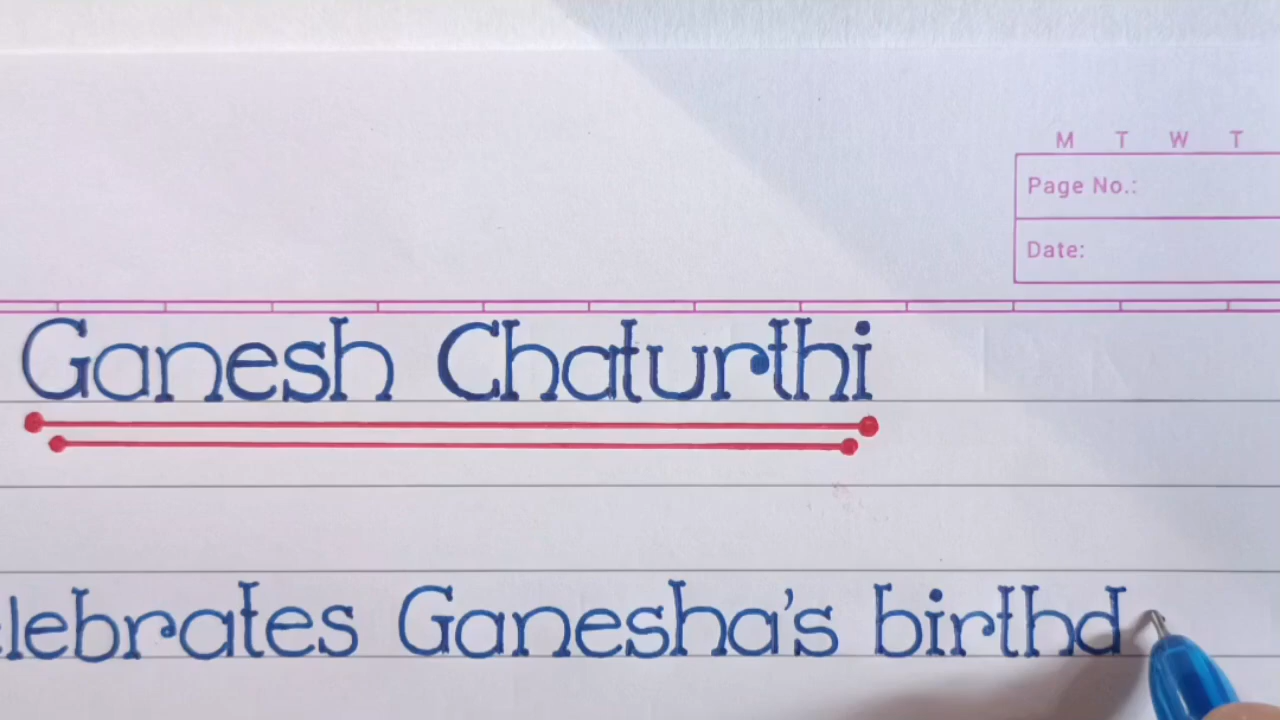 M T W T
Page No.:
Date:
Ganesh Chaturthi
lebrates Ganesha's birthd